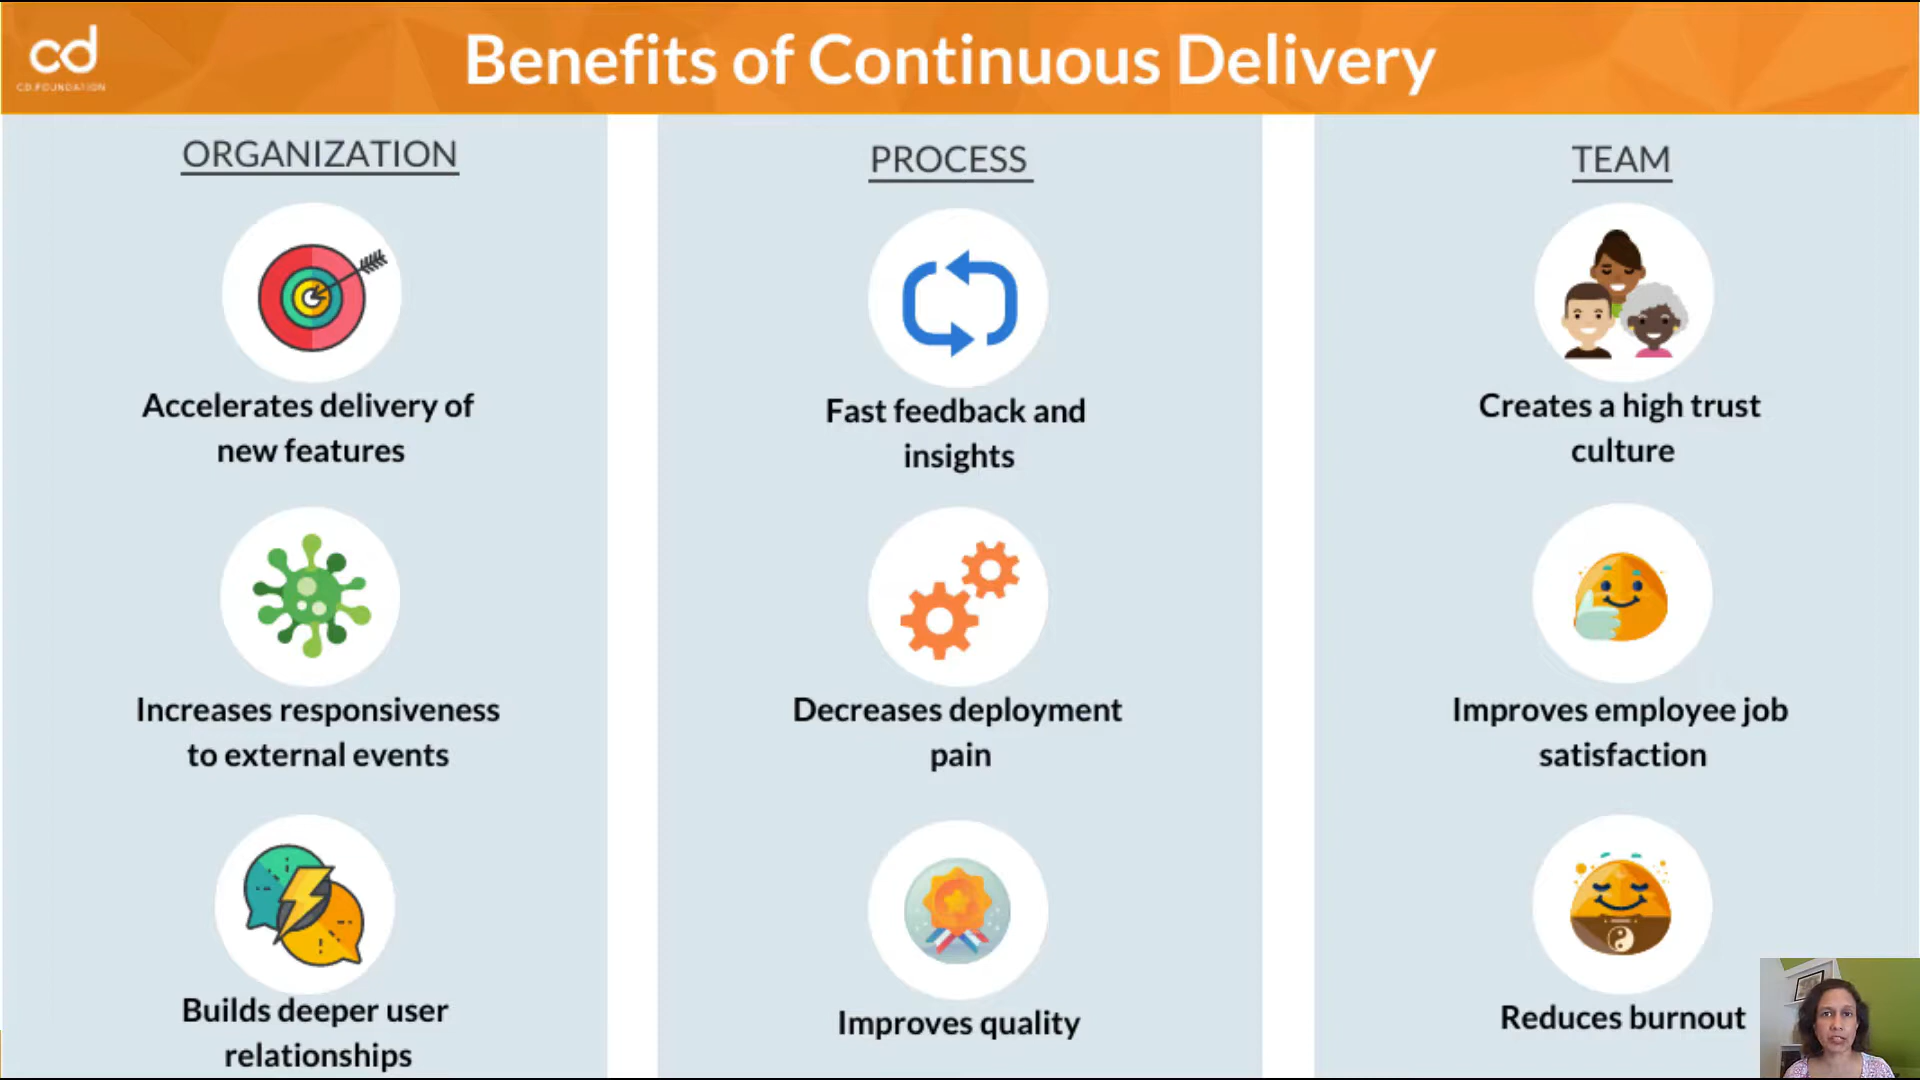 cd
CD.FOUNDATION
Benefits of Continuous Delivery
ORGANIZATION
Accelerates delivery of
new features
Increases responsiveness
to external events
Builds deeper user
relationships
PROCESS
Fast feedback and
insights
Decreases deployment
pain
Improves quality
TEAM
Creates a high trust
culture
Improves employee job
satisfaction
Reduces burnout